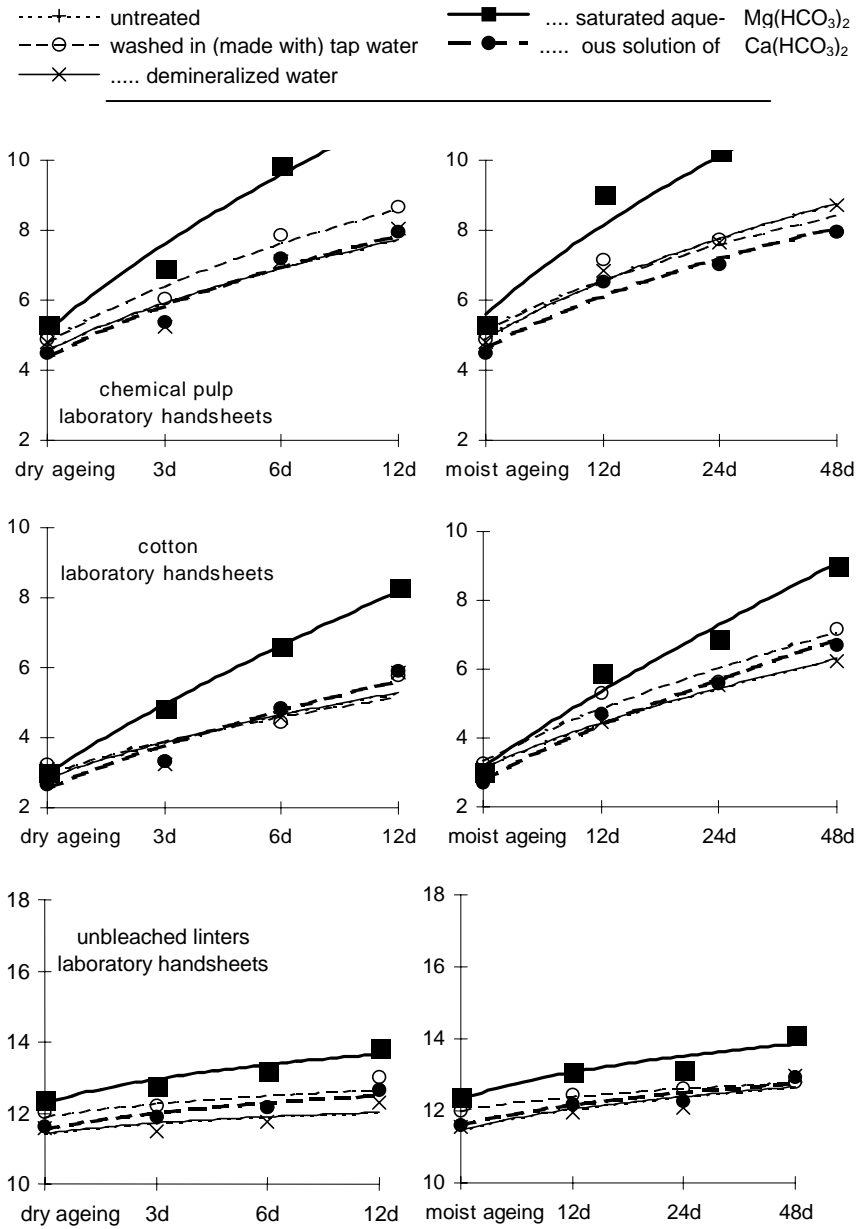 untreated
washed in (made with) tap water
..... demineralized water
.... saturated aque- Mg(HCO3)2
..... ous solution of Ca(HCO3)2
10
8
6
4
2
chemical pulp
laboratory handsheets
dry ageing 3d 6d 12d
10
8
6
4
2
moist ageing 12d 24d 48d
10
8
6
4
2
cotton
laboratory handsheets
dry ageing 3d 6d 12d
10
8
6
4
2
moist ageing 12d 24d 48d
18
16
14
12
10
unbleached linters
laboratory handsheets
dry ageing 3d 6d 12d
18
16
14
12
10
moist ageing 12d 24d 48d